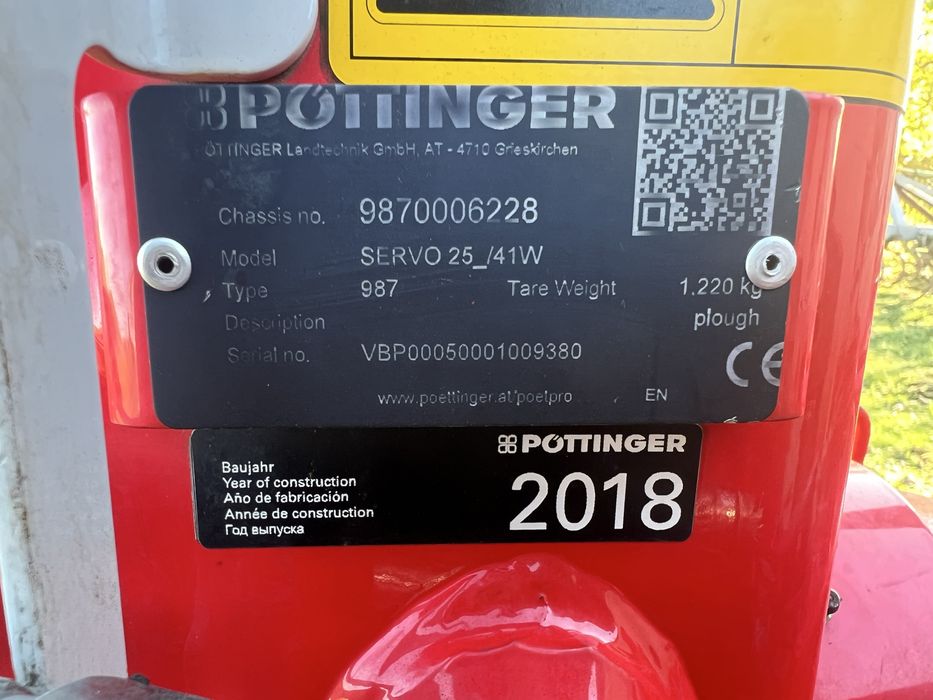 PÖTTINGER
ÖTTINGER Landtechnik GmbH, AT - 4710 Grieskirchen
Chassis no. 9870006228
Model SERVO 25_/41W
Type 987 Tare Weight 1.220 kg
Description plough
Serial no. VBP00050001009380
CE
www.poettinger.at/poetpro EN
PÖTTINGER
Baujahr
Year of construction
Año de fabricación
Année de construction
Год выпуска
2018